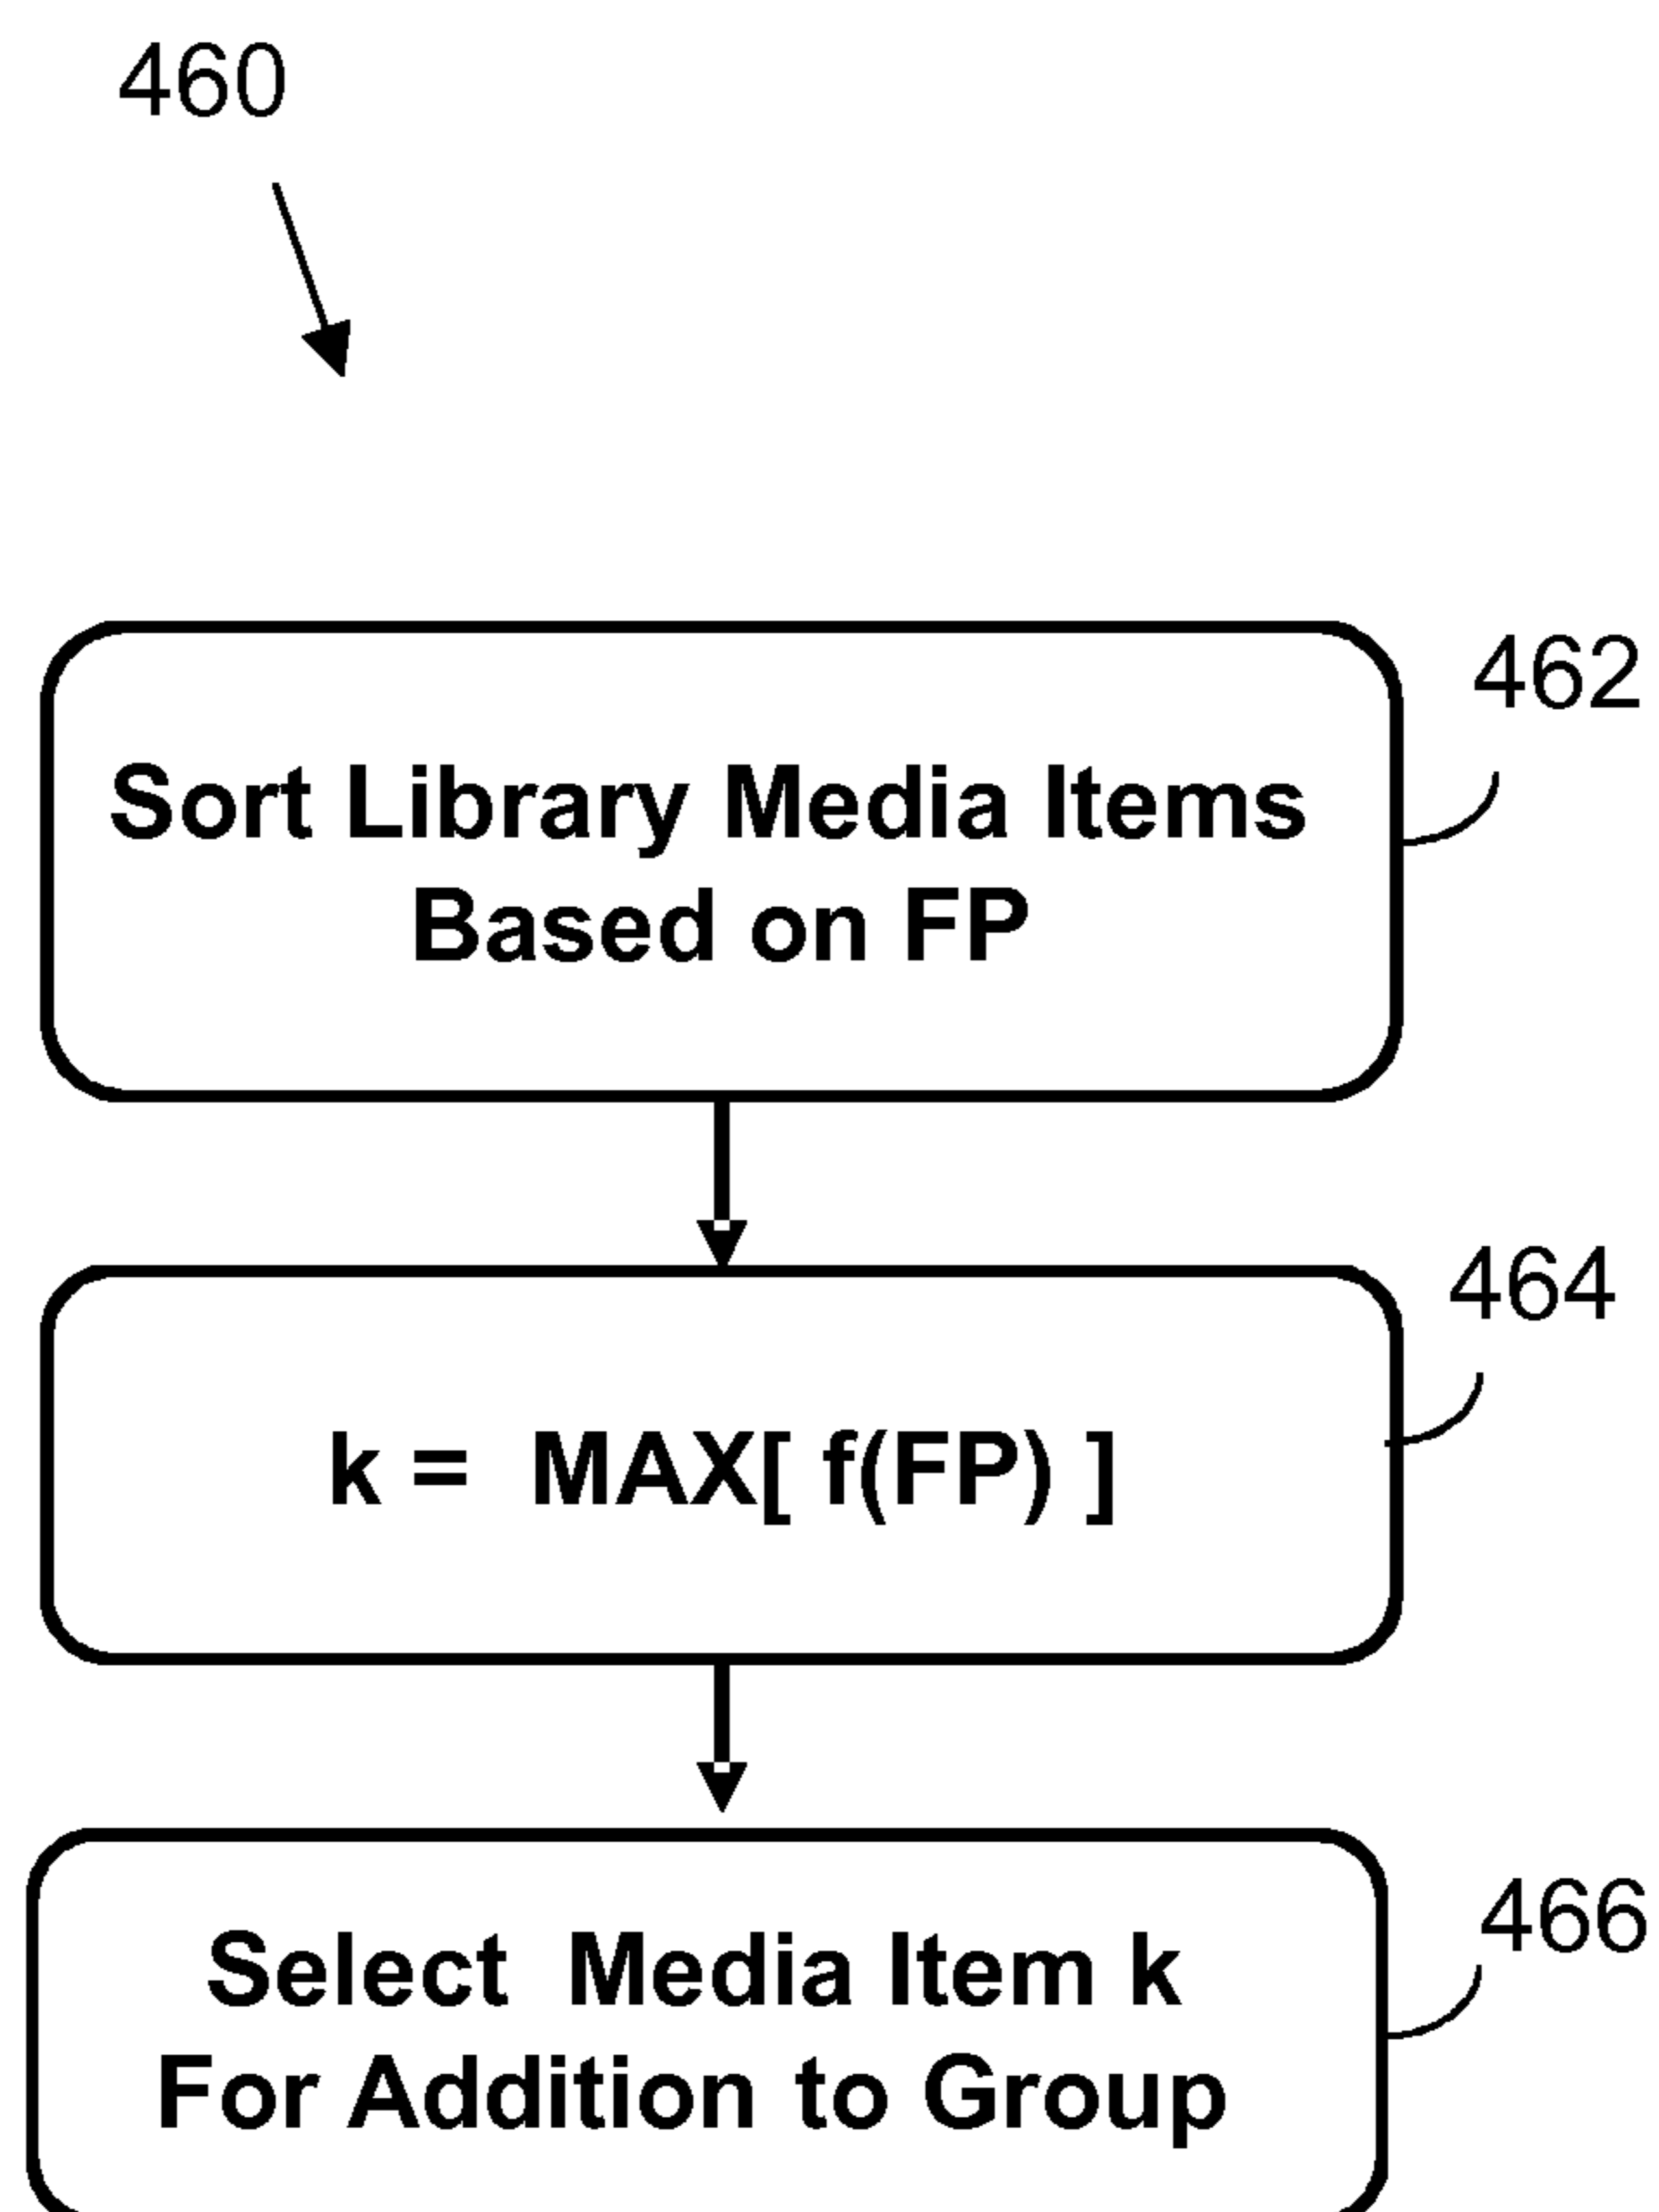 460
462
Sort Library Media Items
Based on FP
464
k = MAX[ f(FP) ]
466
Select Media Item k
For Addition to Group